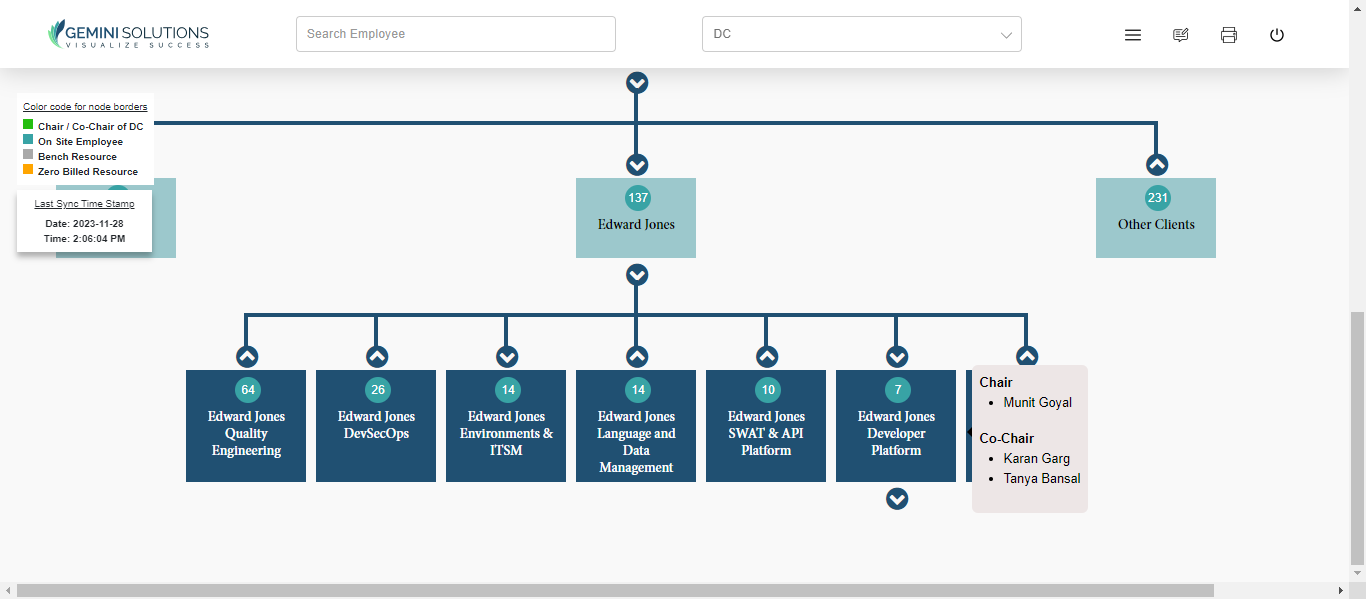 GEMINI SOLUTIONS
VISUALIZE SUCCESS
Search Employee
DC
Color code for node borders
Chair / Co-Chair of DC
On Site Employee
Bench Resource
Zero Billed Resource
Last Sync Time Stamp
Date: 2023-11-28
Time: 2:06:04 PM
137
Edward Jones
231
Other Clients
64
Edward Jones
Quality
Engineering
26
Edward Jones
DevSecOps
14
Edward Jones
Environments &
ITSM
14
Edward Jones
Language and
Data
Management
10
Edward Jones
SWAT & API
Platform
7
Edward Jones
Developer
Platform
Chair
• Munit Goyal
Co-Chair
• Karan Garg
• Tanya Bansal